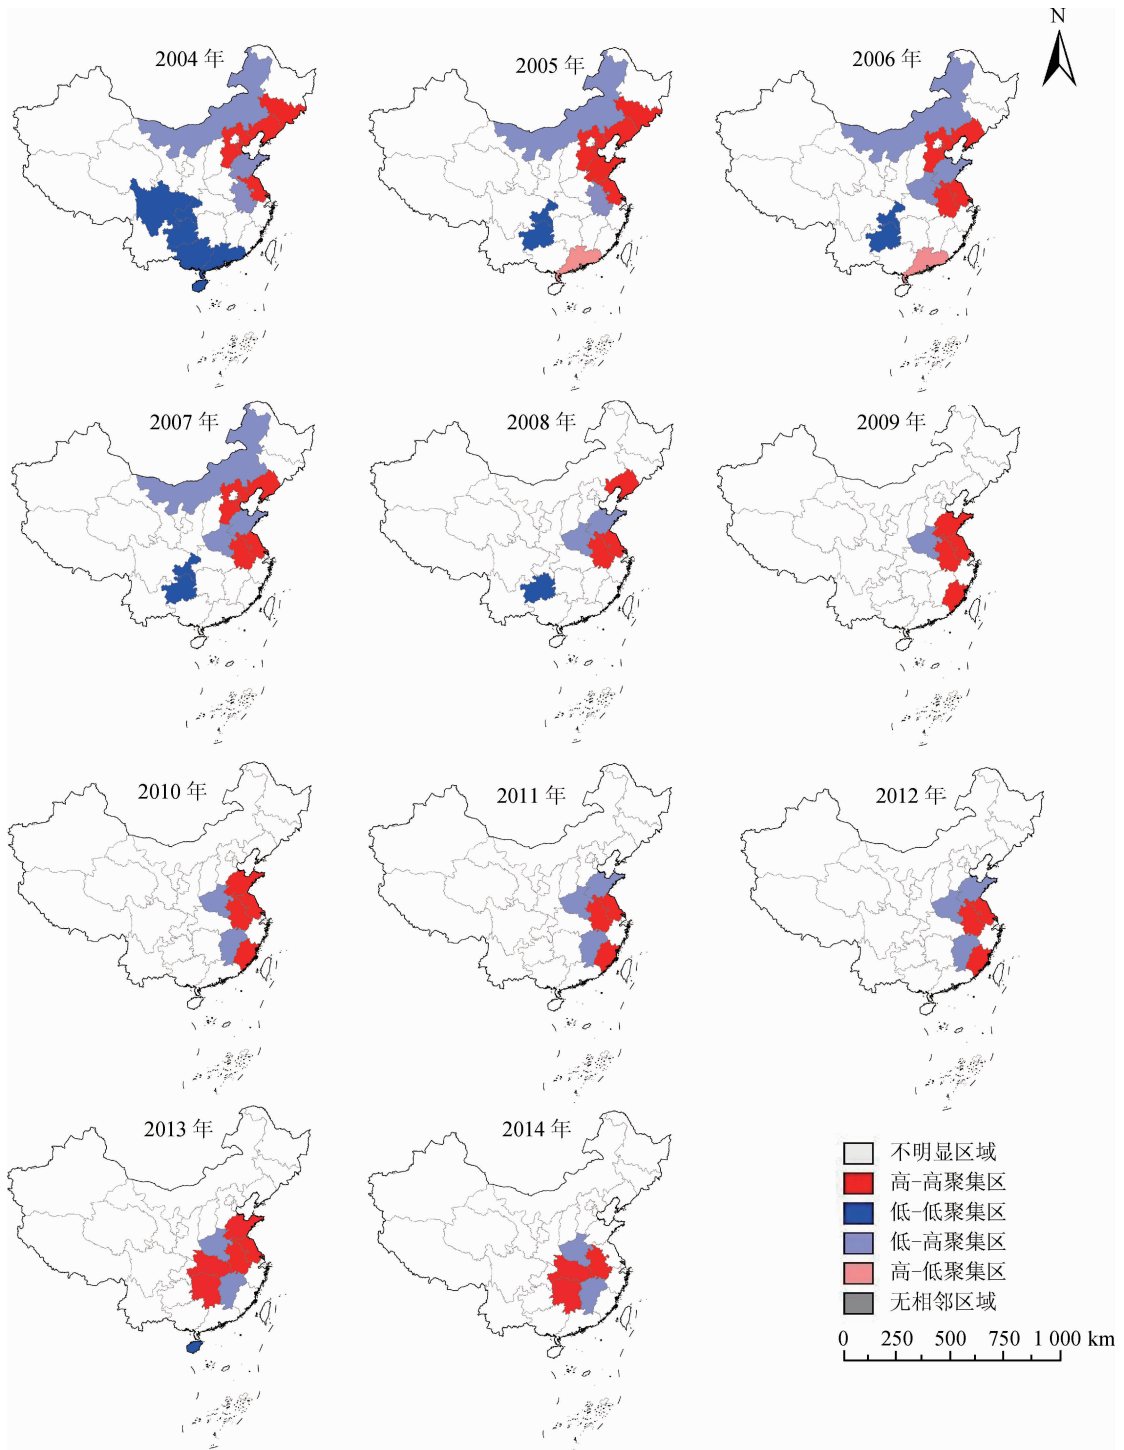 N
2004 年
2005 年
2006 年
2007 年
2008 年
2009 年
2010 年
2011 年
2012 年
2013 年
2014 年
不明显区域
高-高聚集区
低-低聚集区
低-高聚集区
高-低聚集区
无相邻区域
0 250 500 750 1 000 km